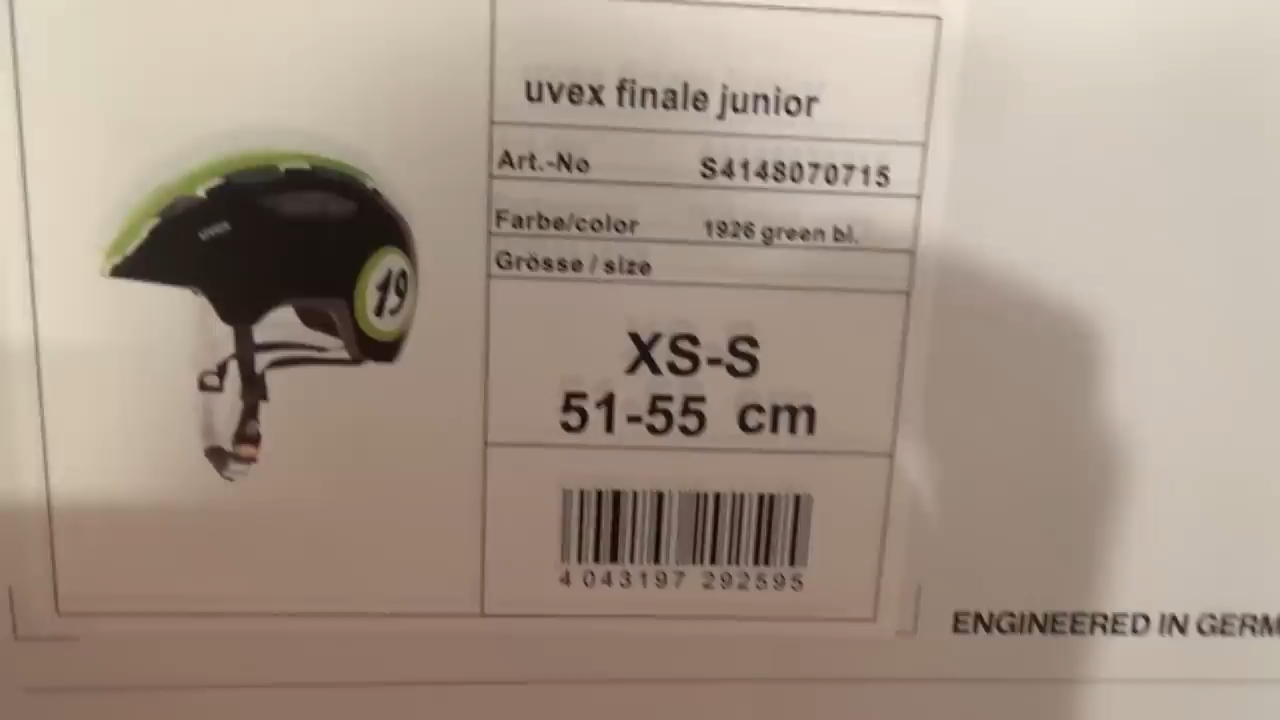 uvex finale junior
Art.-No S4148070715
Farbe/color 1926 green bl.
Grösse / size
XS-S
51-55 cm
4 043197 292595
19
ENGINEERED IN GERM